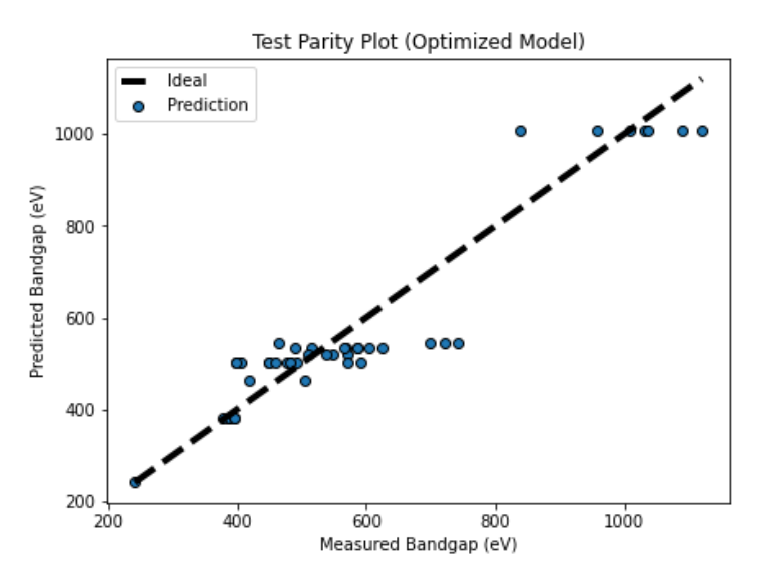 Test Parity Plot (Optimized Model)
Ideal
Prediction
Predicted Bandgap (eV)
1000
800
600
400
200
200 400 600 800 1000
Measured Bandgap (eV)